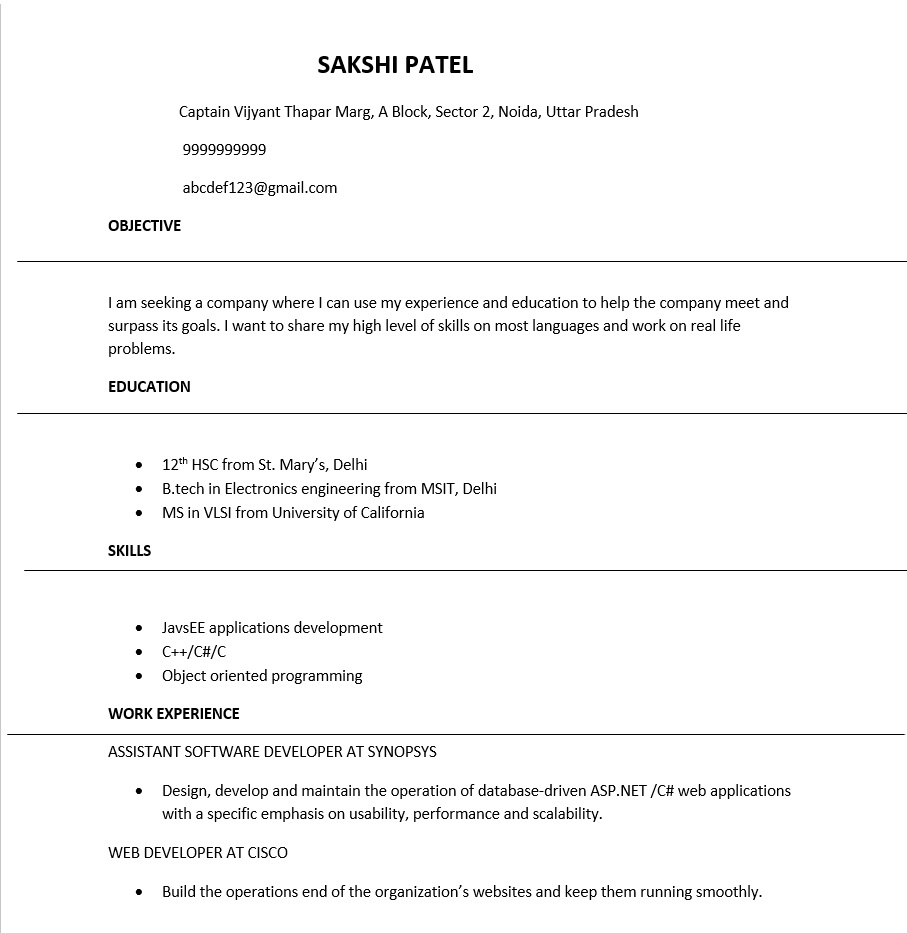 SAKSHI PATEL
Captain Vijyant Thapar Marg, A Block, Sector 2, Noida, Uttar Pradesh
9999999999
abcdef123@gmail.com
OBJECTIVE
I am seeking a company where I can use my experience and education to help the company meet and
surpass its goals. I want to share my high level of skills on most languages and work on real life
problems.
EDUCATION
• 12th HSC from St. Mary’s, Delhi
• B.tech in Electronics engineering from MSIT, Delhi
• MS in VLSI from University of California
SKILLS
• JavsEE applications development
• C++/C#/C
• Object oriented programming
WORK EXPERIENCE
ASSISTANT SOFTWARE DEVELOPER AT SYNOPSYS
• Design, develop and maintain the operation of database-driven ASP.NET /C# web applications
with a specific emphasis on usability, performance and scalability.
WEB DEVELOPER AT CISCO
• Build the operations end of the organization’s websites and keep them running smoothly.